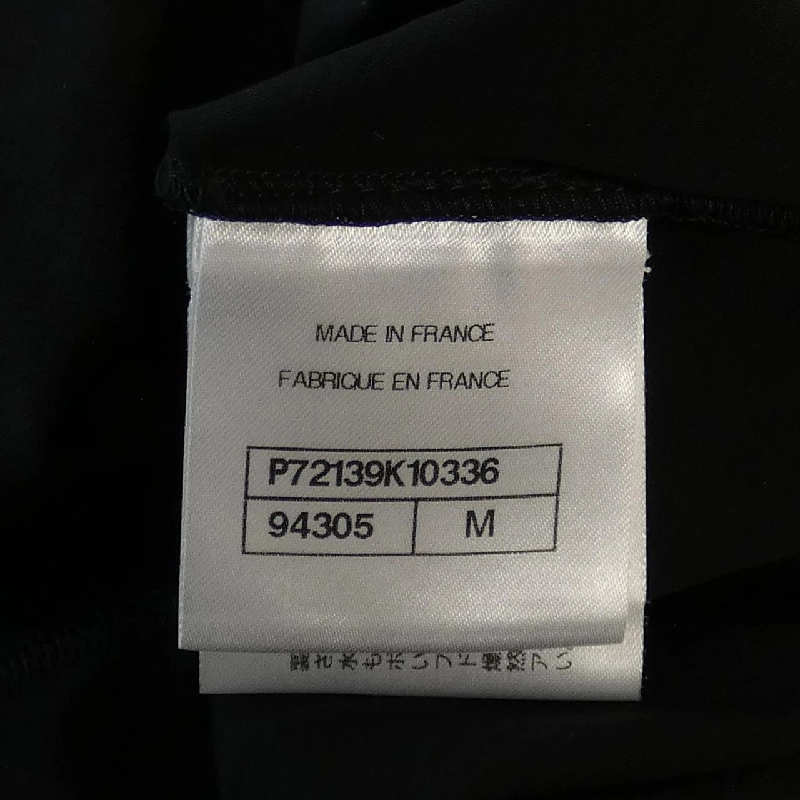 MADE IN FRANCE
FABRIQUE EN FRANCE
P72139K10336
94305 M